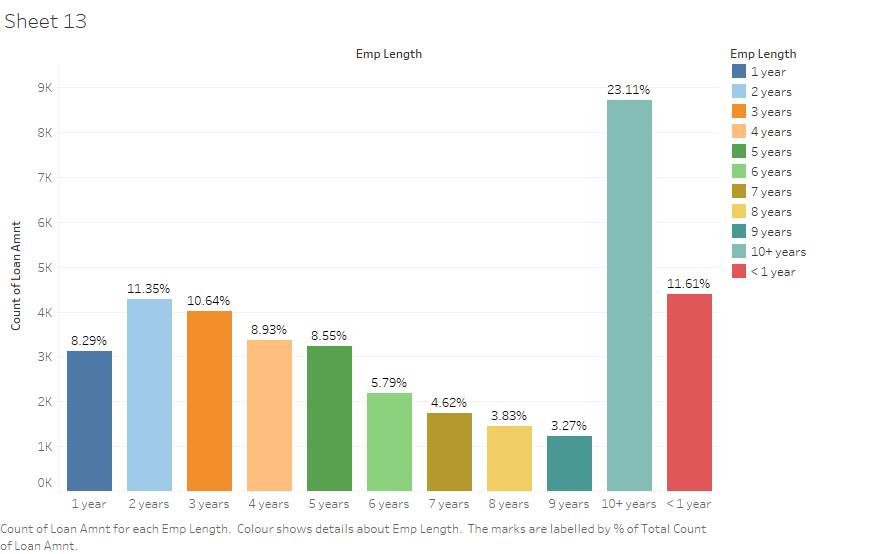 Sheet 13
Emp Length
Emp Length
1 year
2 years
3 years
4 years
5 years
6 years
7 years
8 years
9 years
10+ years
< 1 year
Count of Loan Amnt
9K
8K
7K
6K
5K
4K
3K
2K
1K
0K
8.29%
11.35%
10.64%
8.93%
8.55%
5.79%
4.62%
3.83%
3.27%
23.11%
11.61%
1 year
2 years
3 years
4 years
5 years
6 years
7 years
8 years
9 years
10+ years
< 1 year
Count of Loan Amnt for each Emp Length. Colour shows details about Emp Length. The marks are labelled by % of Total Count
of Loan Amnt.